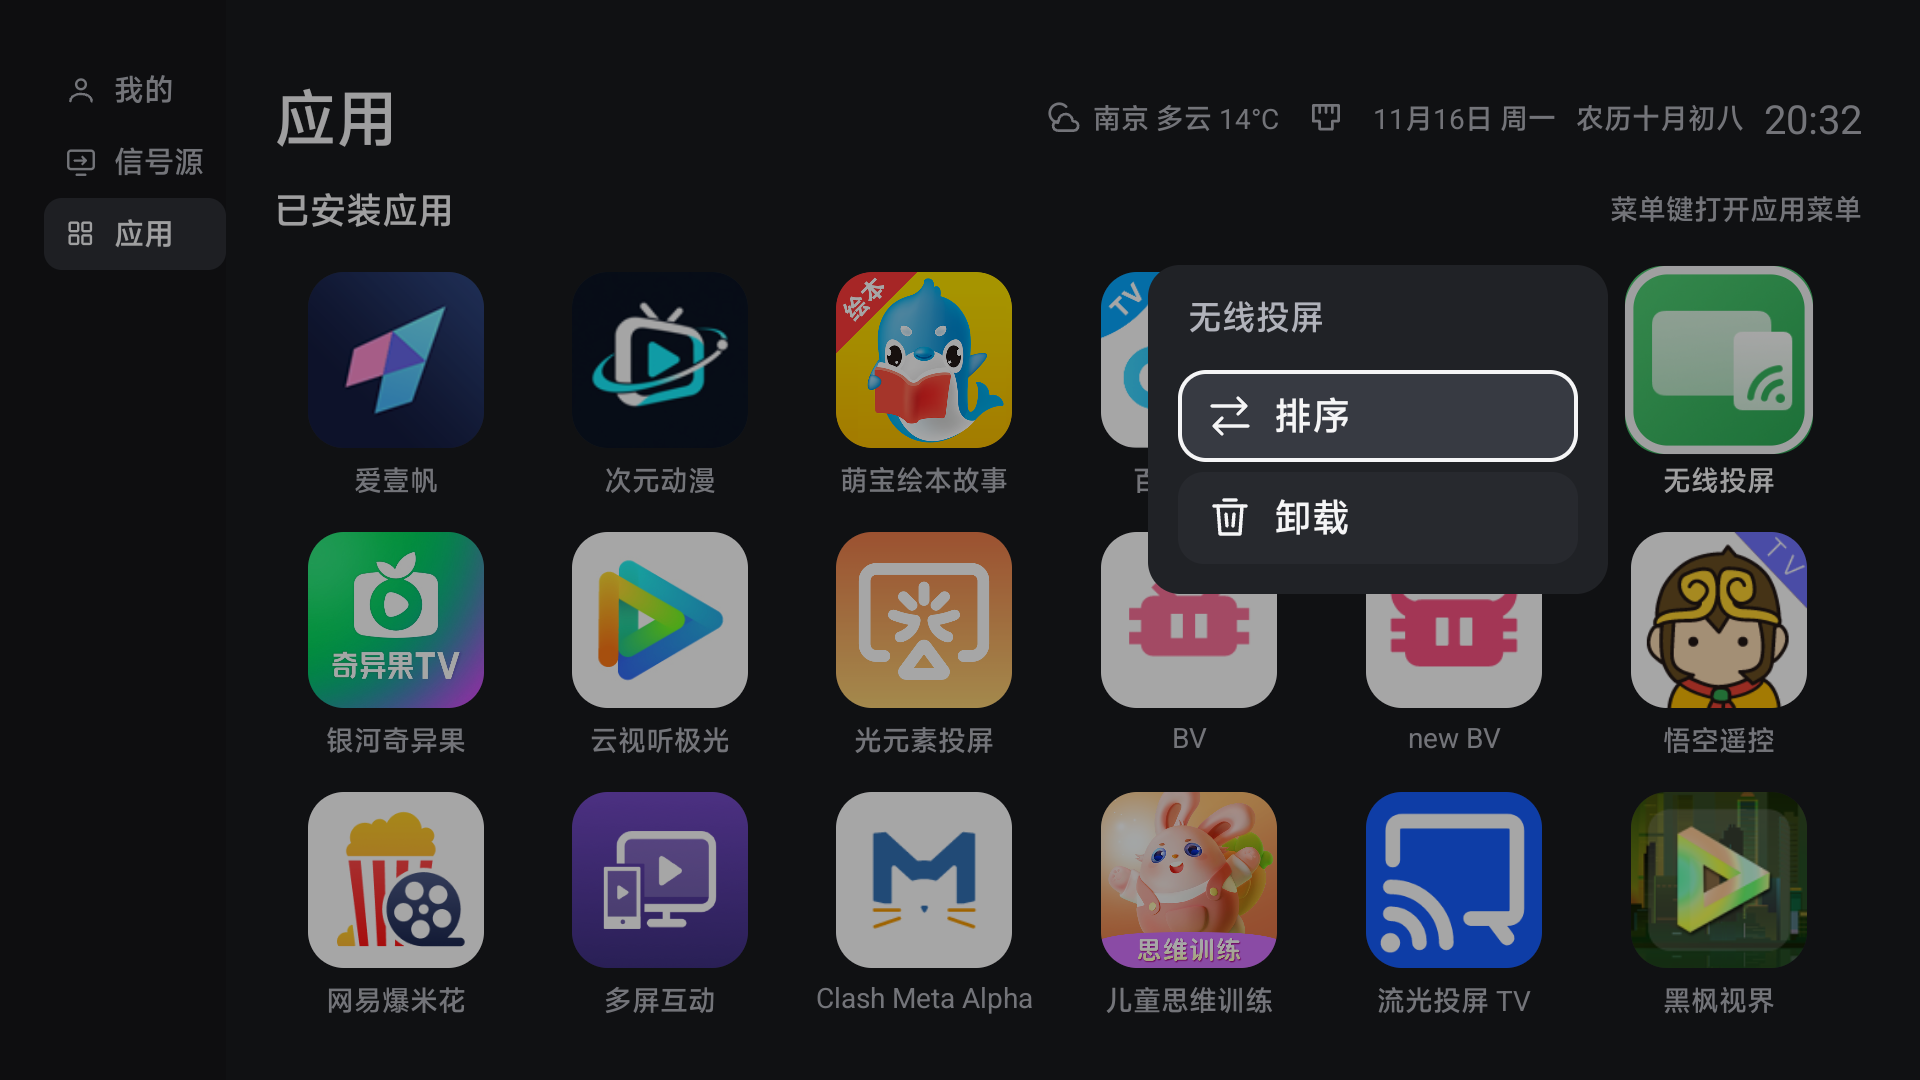 我的
信号源
应用
应用
南京 多云 14°C
11月16日 周一
农历十月初八
20:32
已安装应用
菜单键打开应用菜单
绘本
TV
无线投屏
排序
卸载
爱壹帆
次元动漫
萌宝绘本故事
无线投屏
奇异果TV
TV
银河奇异果
云视听极光
光元素投屏
BV
new BV
悟空遥控
思维训练
网易爆米花
多屏互动
Clash Meta Alpha
儿童思维训练
流光投屏 TV
黑枫视界